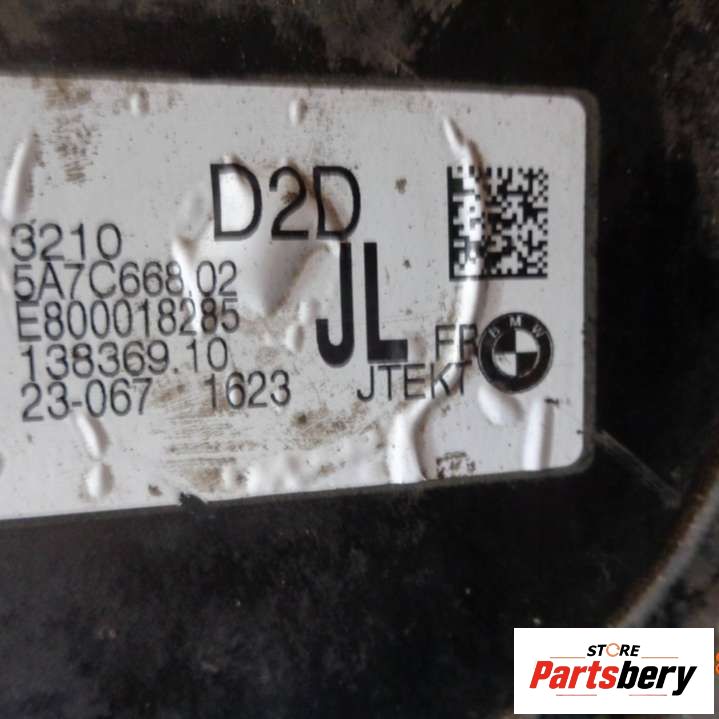 D2D
3210
5A7C668.02
E800018285
JL
138369.10
FR
BMW
23-067 1623
JTEKT
STORE
Partsbery